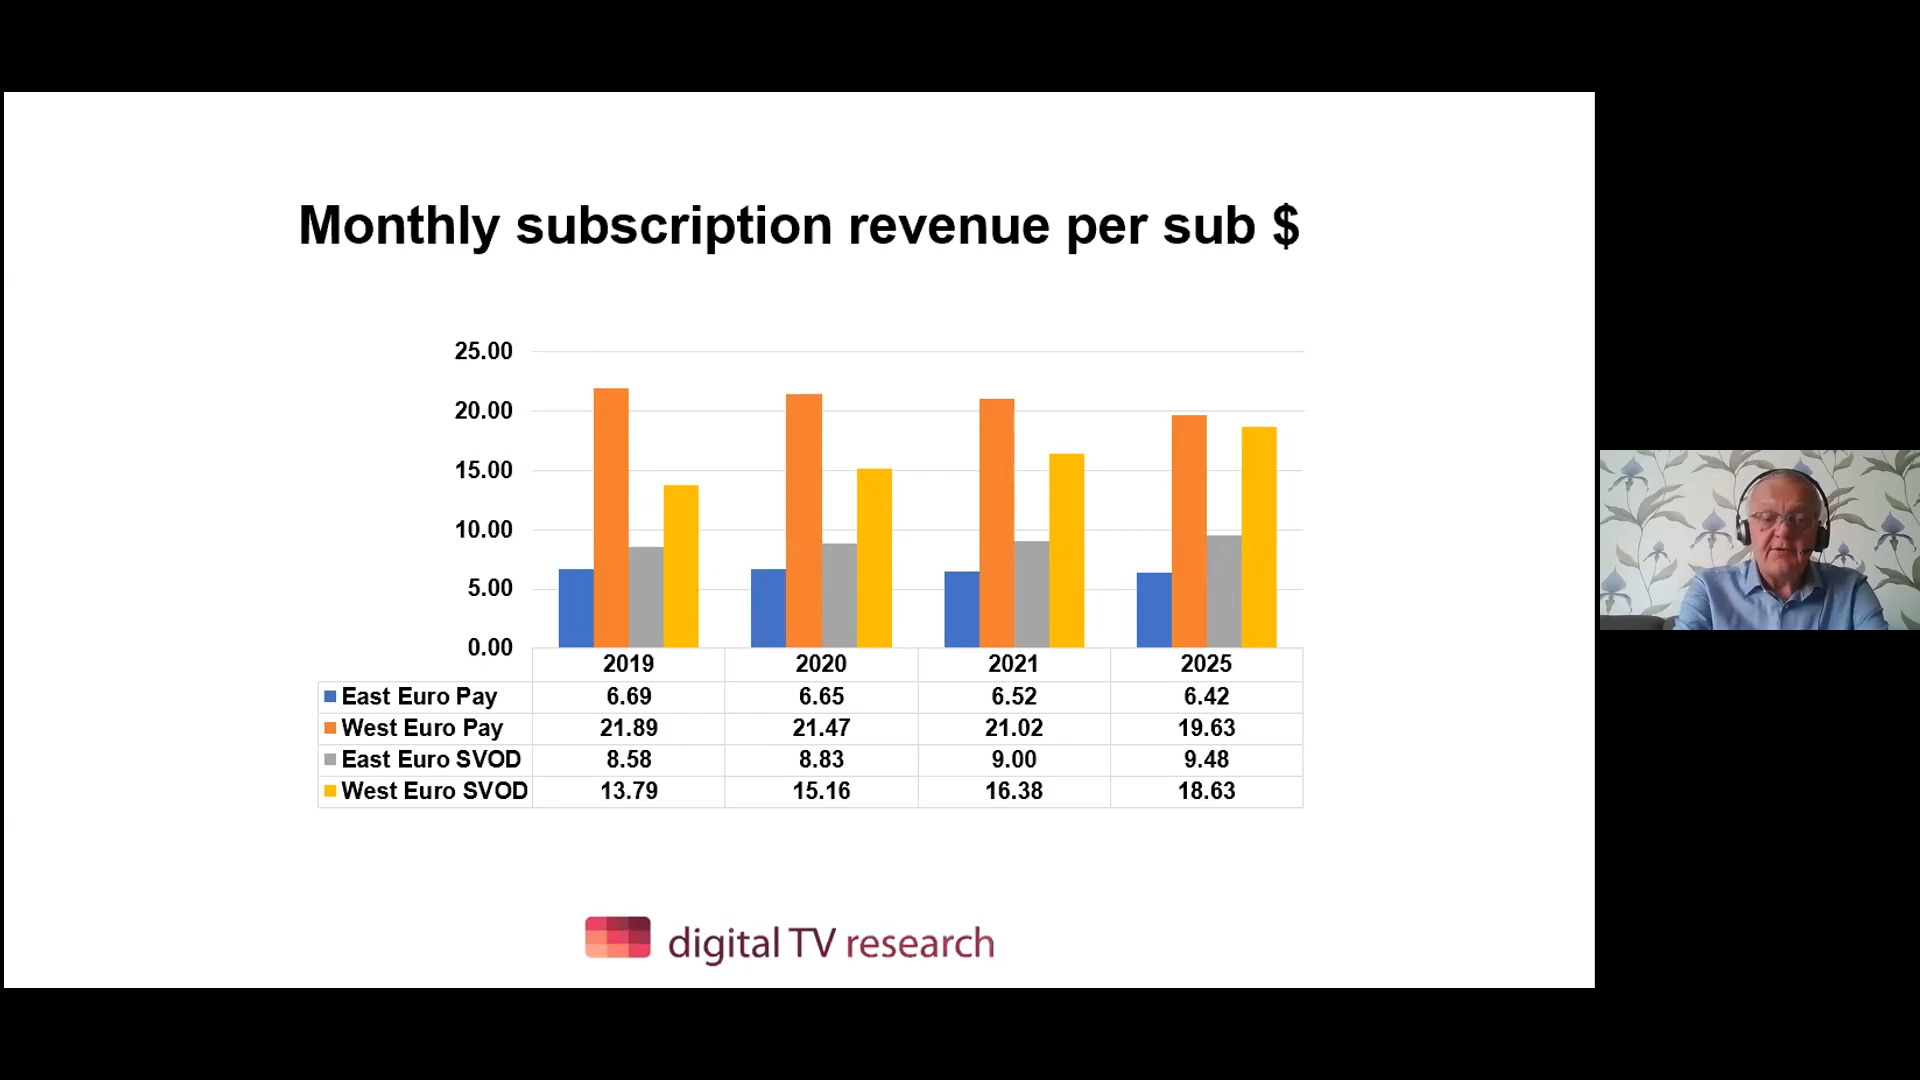 Monthly subscription revenue per sub $
25.00
20.00
15.00
10.00
5.00
0.00
2019 2020 2021 2025
East Euro Pay 6.69 6.65 6.52 6.42
West Euro Pay 21.89 21.47 21.02 19.63
East Euro SVOD 8.58 8.83 9.00 9.48
West Euro SVOD 13.79 15.16 16.38 18.63
digital TV research